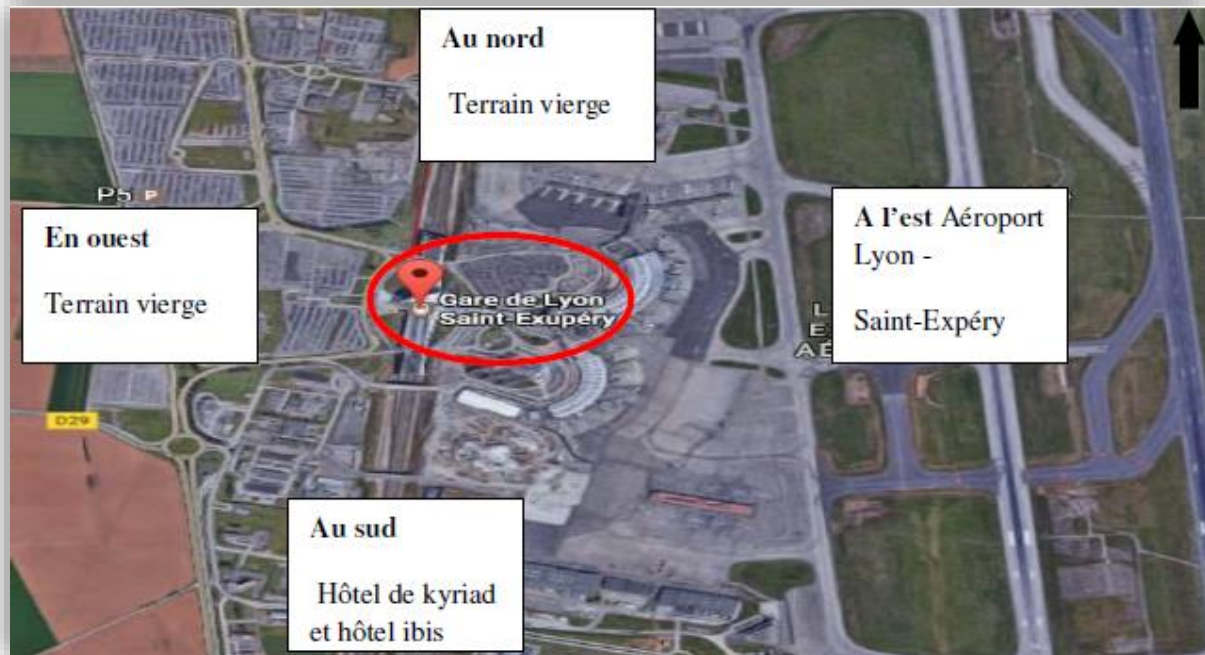 Au nord
Terrain vierge
P5 P
En ouest
Terrain vierge
A l'est Aéroport
Lyon -
Saint-Expéry
Gare de Lyon
Saint-Exupéry
L
E
AÉ
D29
Au sud
Hôtel de kyriad
et hôtel ibis